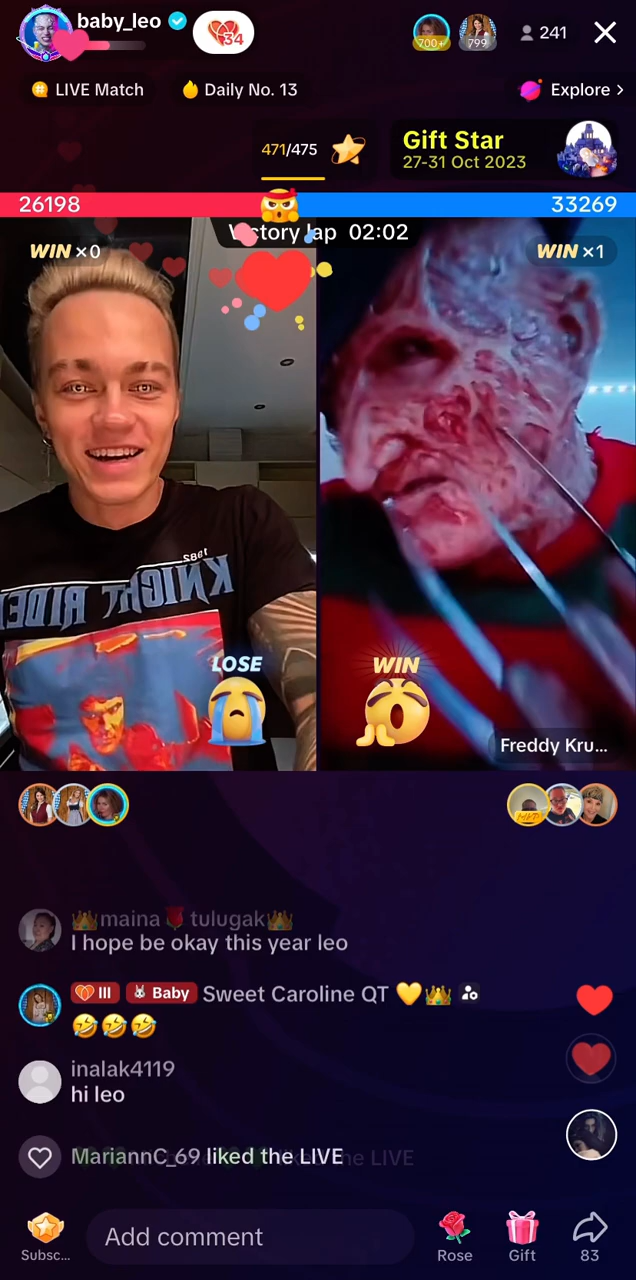 baby_leo
34
700+
799
241
LIVE Match
Daily No. 13
Explore >
471/475
Gift Star
27-31 Oct 2023
26198
33269
Victory lap 02:02
WIN ×0
WIN ×1
1982
KNIGHT RIDE
LOSE
WIN
Freddy Kru...
maina tulugak
I hope be okay this year leo
III Baby Sweet Caroline QT
inalak4119
hi leo
MariannC_69 liked the LIVE
Subsc...
Add comment
Rose
Gift
83